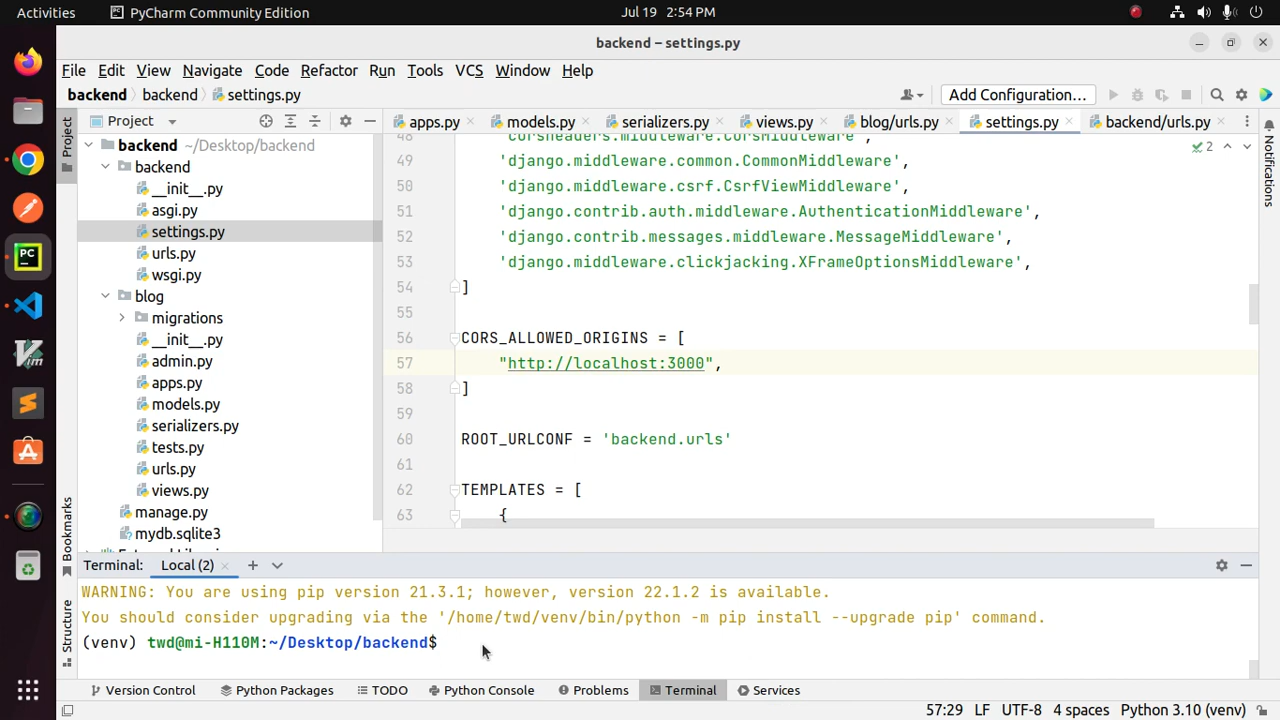 Activities PyCharm Community Edition Jul 19 2:54 PM
backend – settings.py
File Edit View Navigate Code Refactor Run Tools VCS Window Help
backend backend settings.py Add Configuration...
Project
Project
apps.py models.py serializers.py views.py blog/urls.py settings.py backend/urls.py
Notifications
backend ~/Desktop/backend
backend
__init__.py
asgi.py
settings.py
urls.py
wsgi.py
blog
migrations
__init__.py
admin.py
apps.py
models.py
serializers.py
tests.py
urls.py
views.py
manage.py
mydb.sqlite3
2
48 'corsheaders.middleware.CorsMiddleware',
49 'django.middleware.common.CommonMiddleware',
50 'django.middleware.csrf.CsrfViewMiddleware',
51 'django.contrib.auth.middleware.AuthenticationMiddleware',
52 'django.contrib.messages.middleware.MessageMiddleware',
53 'django.middleware.clickjacking.XFrameOptionsMiddleware',
54 ]
55
56 CORS_ALLOWED_ORIGINS = [
57 "http://localhost:3000",
58 ]
59
60 ROOT_URLCONF = 'backend.urls'
61
62 TEMPLATES = [
63 {
Bookmarks
Structure
Terminal: Local (2)
WARNING: You are using pip version 21.3.1; however, version 22.1.2 is available.
You should consider upgrading via the '/home/twd/venv/bin/python -m pip install --upgrade pip' command.
(venv) twd@mi-H110M:~/Desktop/backend$
Version Control Python Packages TODO Python Console Problems Terminal Services
57:29 LF UTF-8 4 spaces Python 3.10 (venv)